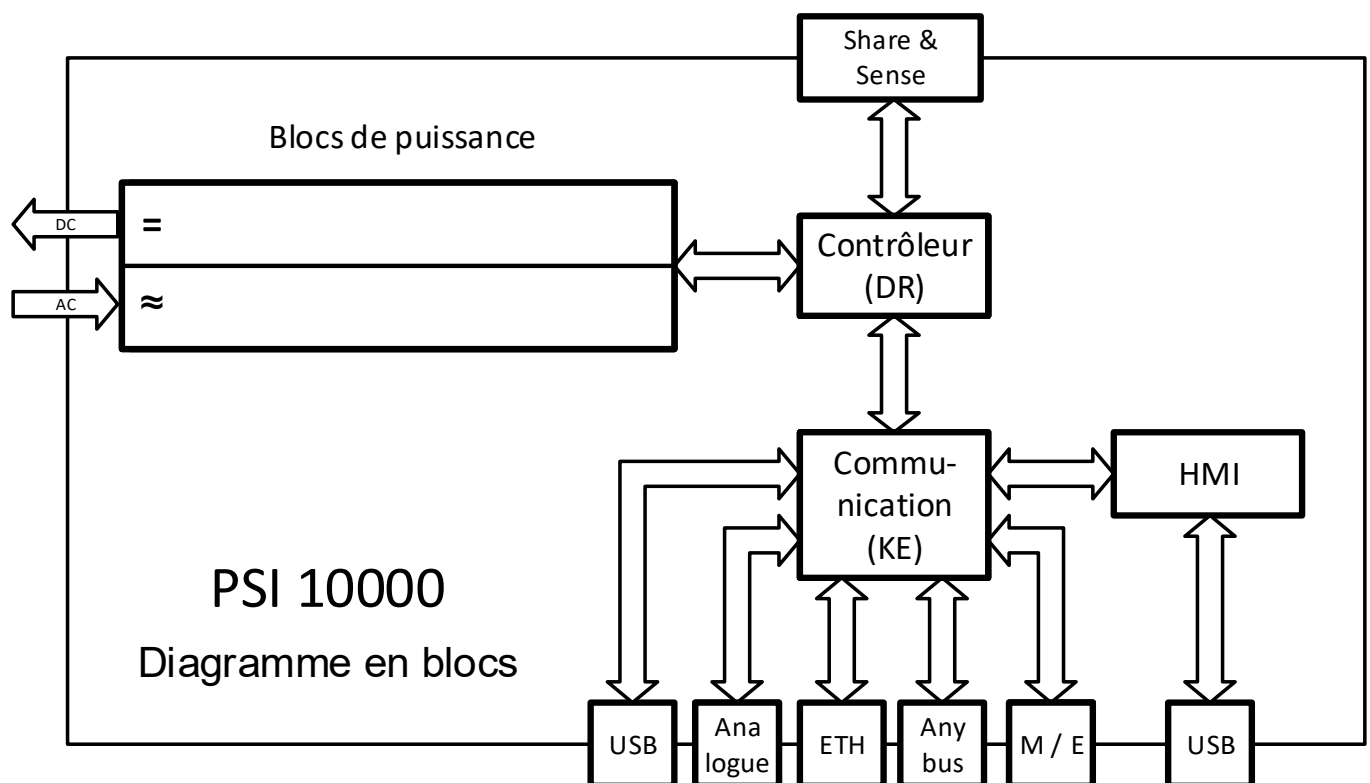 Share &
Sense
Blocs de puissance
DC
=
Contrôleur
(DR)
AC
≈
Commu-
nication
(KE)
HMI
PSI 10000
Diagramme en blocs
USB
Ana
logue
ETH
Any
bus
M / E
USB